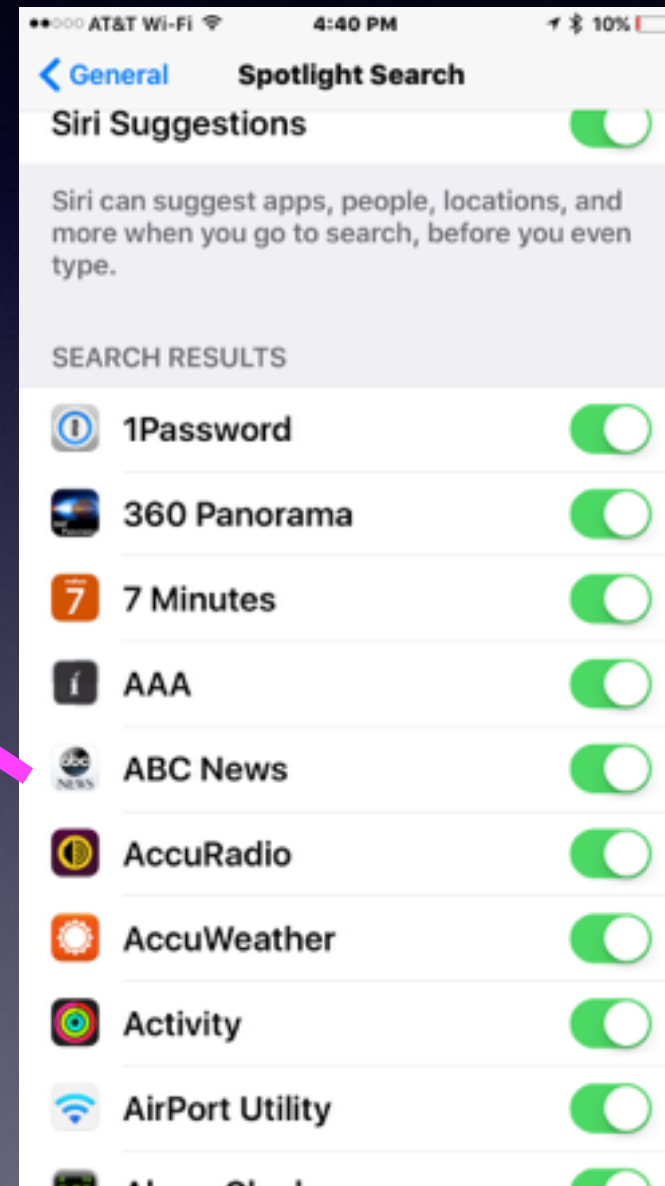 AT&T Wi-Fi 4:40 PM 10%
General Spotlight Search
Siri Suggestions
Siri can suggest apps, people, locations, and
more when you go to search, before you even
type.
SEARCH RESULTS
1Password
360 Panorama
7 Minutes
AAA
ABC News
AccuRadio
AccuWeather
Activity
AirPort Utility